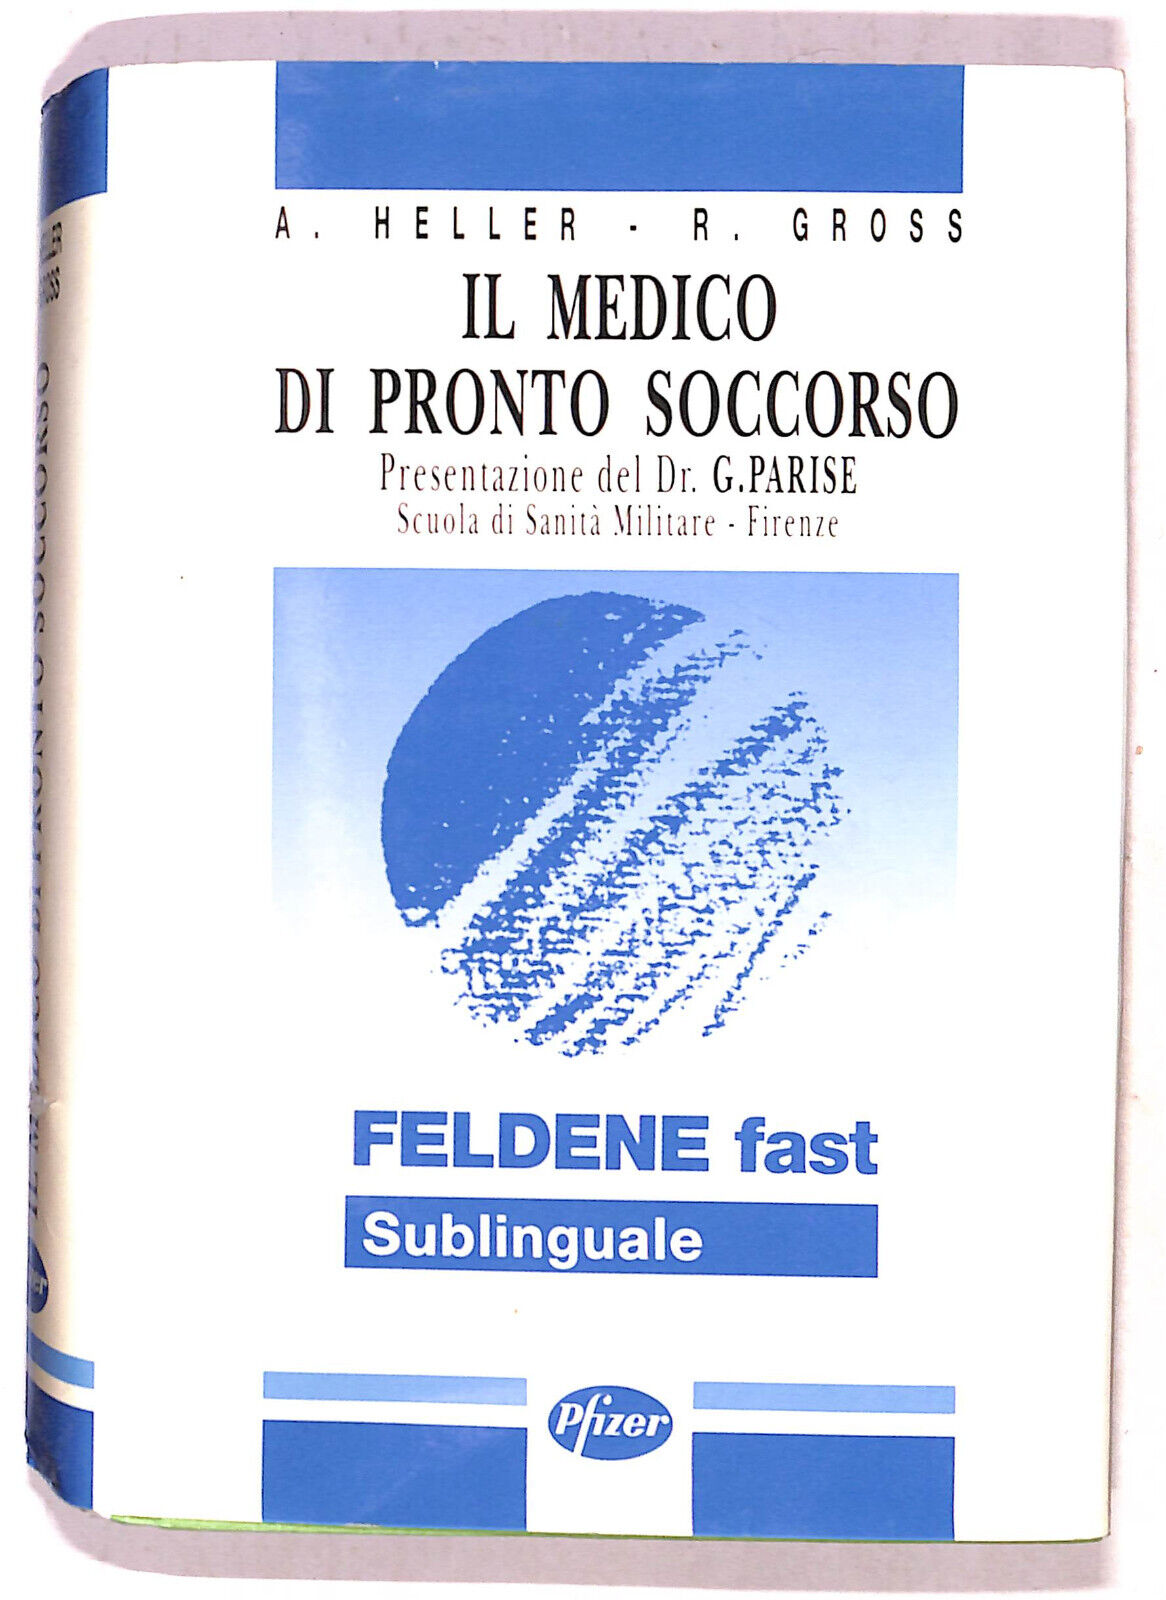 A. HELLER - R. GROSS
IL MEDICO
DI PRONTO SOCCORSO
Presentazione del Dr. G.PARISE
Scuola di Sanità Militare - Firenze
FELDENE fast
Sublinguale
Pfizer
IL MEDICO DI PRONTO SOCCORSO